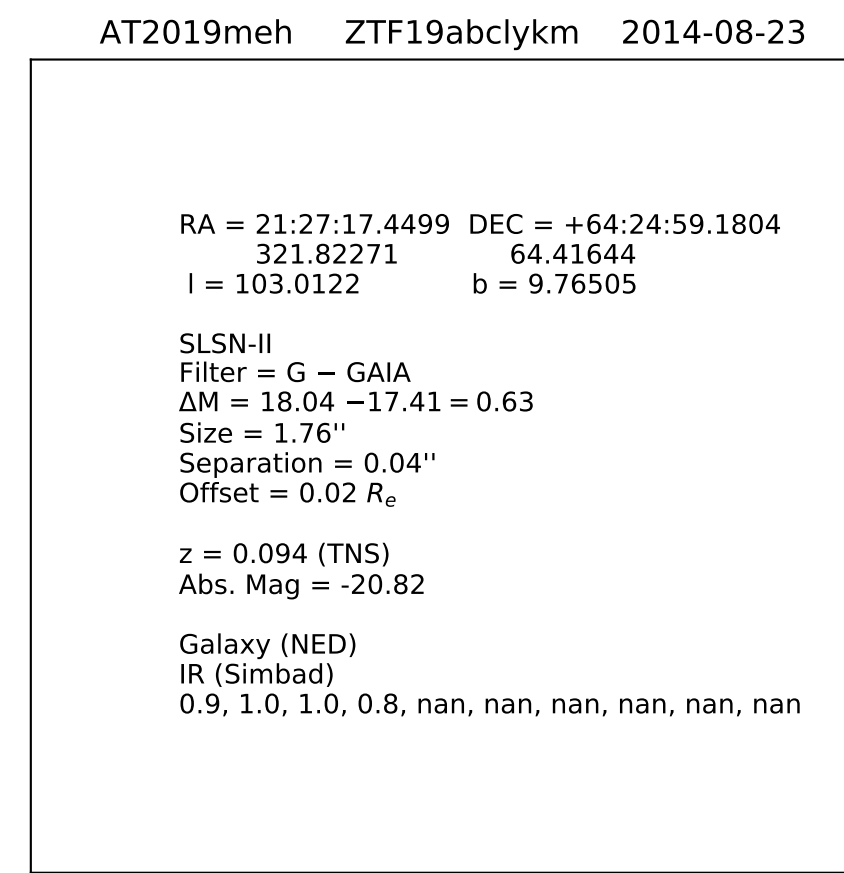 AT2019meh ZTF19abclykm 2014-08-23
RA = 21:27:17.4499 DEC = +64:24:59.1804
321.82271 64.41644
l = 103.0122 b = 9.76505
SLSN-II
Filter = G − GAIA
ΔM = 18.04 −17.41 = 0.63
Size = 1.76''
Separation = 0.04''
Offset = 0.02 Rₑ
z = 0.094 (TNS)
Abs. Mag = -20.82
Galaxy (NED)
IR (Simbad)
0.9, 1.0, 1.0, 0.8, nan, nan, nan, nan, nan, nan